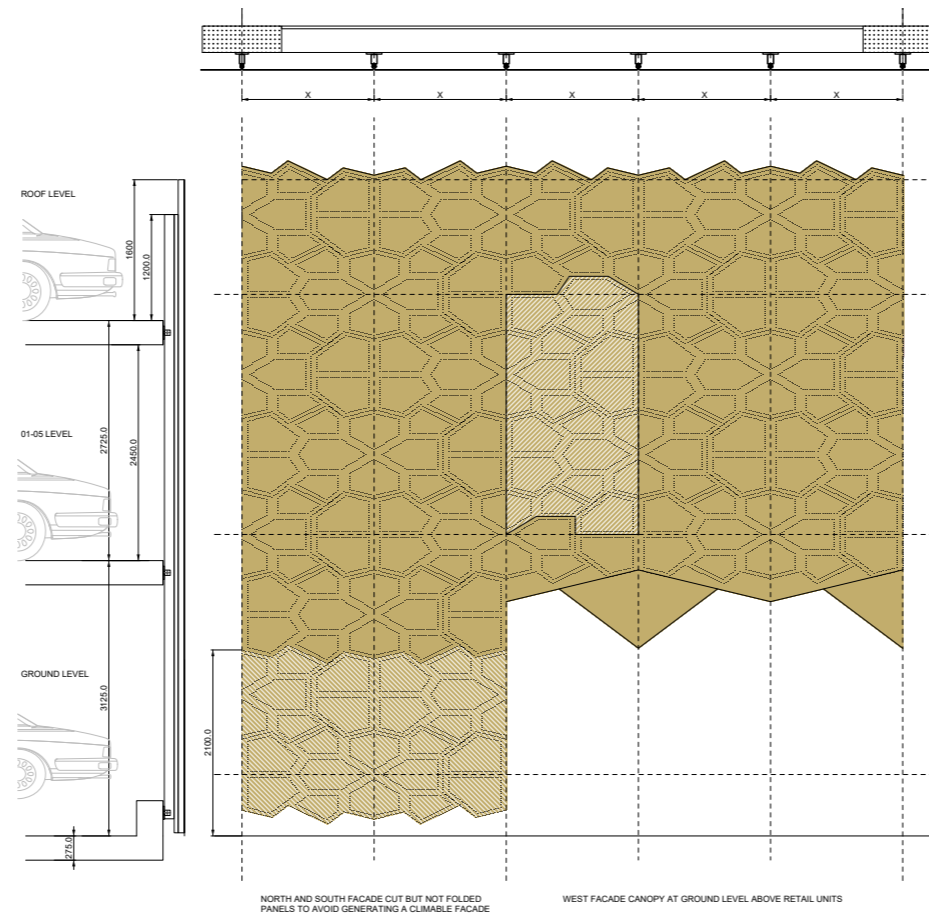 X
X
X
X
X
ROOF LEVEL
1600
1200.0
01-05 LEVEL
2725.0
2450.0
GROUND LEVEL
3125.0
2100.0
275.0
NORTH AND SOUTH FACADE CUT BUT NOT FOLDED
PANELS TO AVOID GENERATING A CLIMABLE FACADE
WEST FACADE CANOPY AT GROUND LEVEL ABOVE RETAIL UNITS